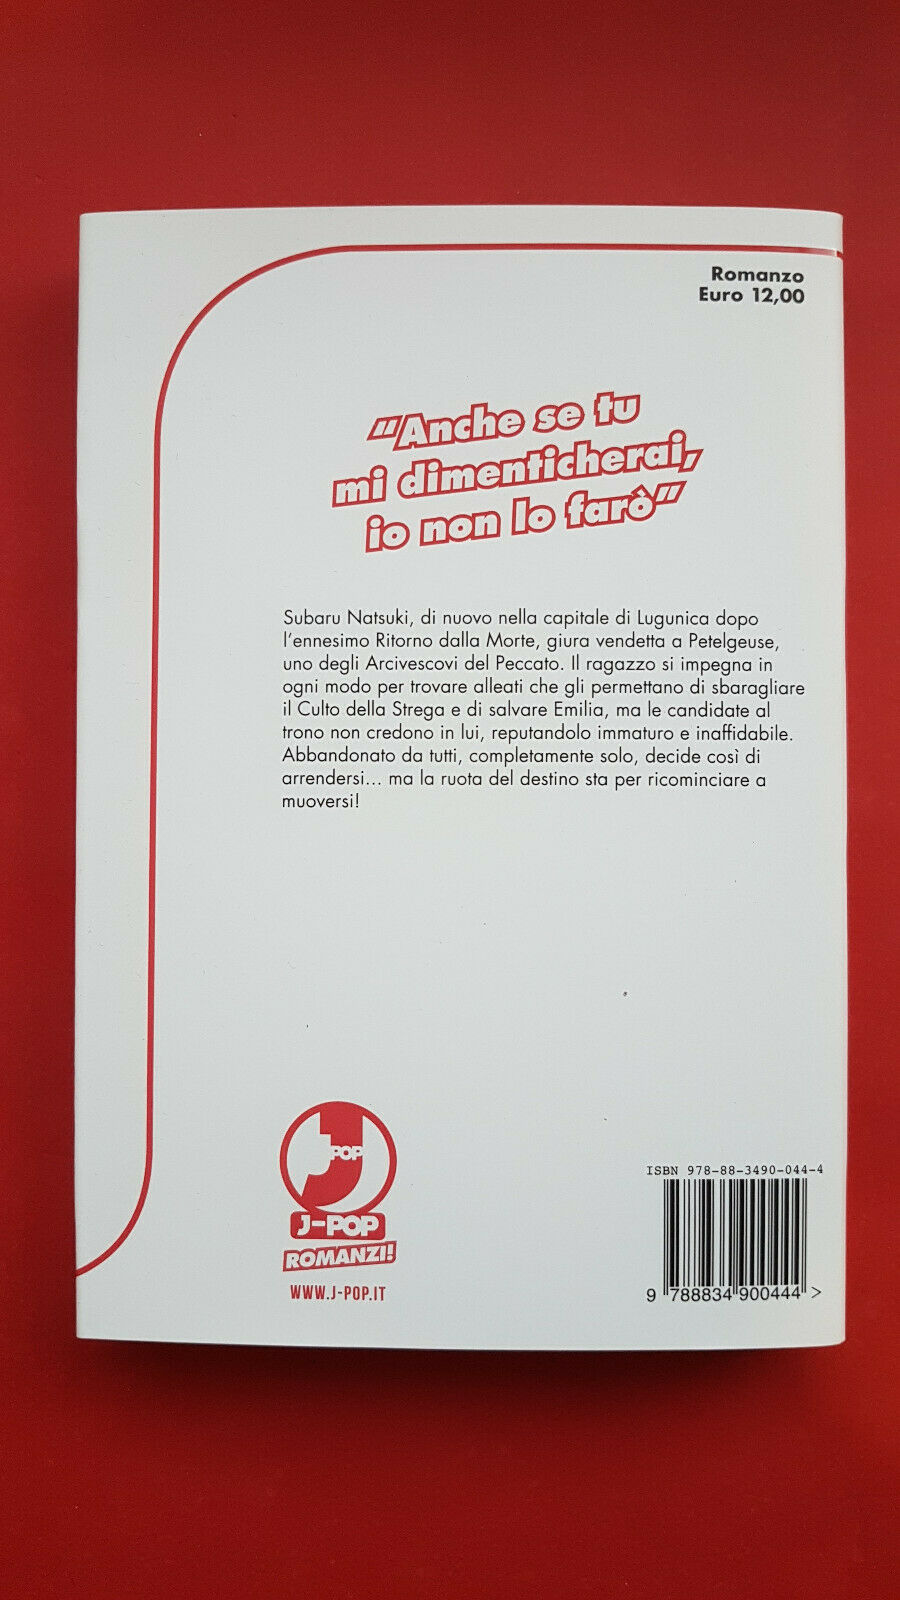 Romanzo
Euro 12,00
"Anche se tu
mi dimenticherai,
io non lo farò"
Subaru Natsuki, di nuovo nella capitale di Lugunica dopo
l'ennesimo Ritorno dalla Morte, giura vendetta a Petelgeuse,
uno degli Arcivescovi del Peccato. Il ragazzo si impegna in
ogni modo per trovare alleati che gli permettano di sbaragliare
il Culto della Strega e di salvare Emilia, ma le candidate al
trono non credono in lui, reputandolo immaturo e inaffidabile.
Abbandonato da tutti, completamente solo, decide così di
arrendersi... ma la ruota del destino sta per ricominciare a
muoversi!
J POP
J-POP
ROMANZI!
WWW.J-POP.IT
ISBN 978-88-3490-044-4
9 788834 900444 >